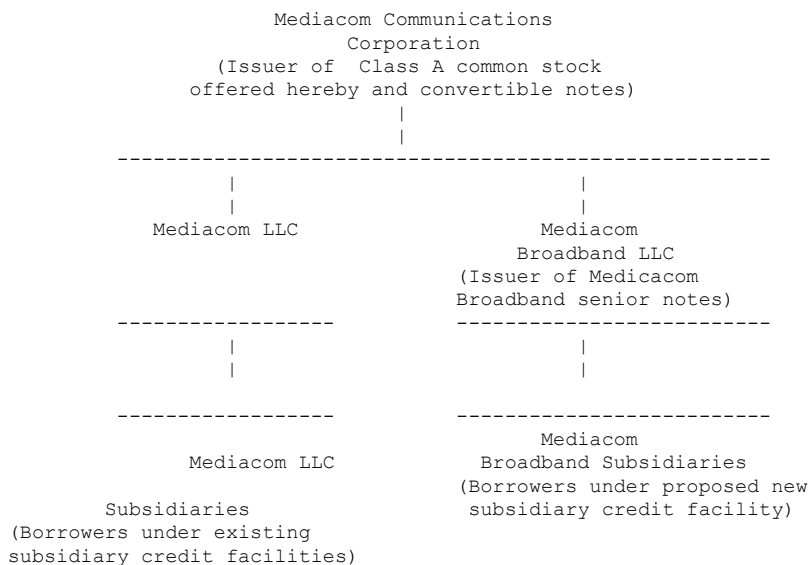 Mediacom Communications
Corporation
(Issuer of Class A common stock
offered hereby and convertible notes)
Mediacom LLC
Mediacom
Broadband LLC
(Issuer of Medicacom
Broadband senior notes)
Mediacom LLC
Subsidiaries
(Borrowers under existing
subsidiary credit facilities)
Mediacom
Broadband Subsidiaries
(Borrowers under proposed new
subsidiary credit facility)